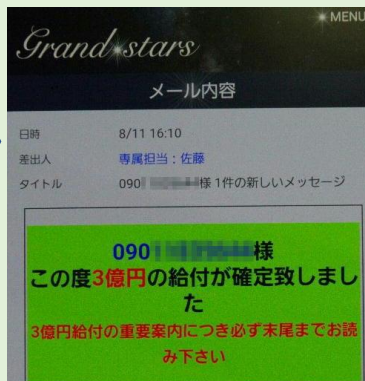 MENU
Grand stars
メール内容
日時 8/11 16:10
差出人 専属担当:佐藤
タイトル 090 様 1件の新しいメッセージ
090 様
この度3億円の給付が確定致しまし
た
3億円給付の重要案内につき必ず末尾までお読
み下さい